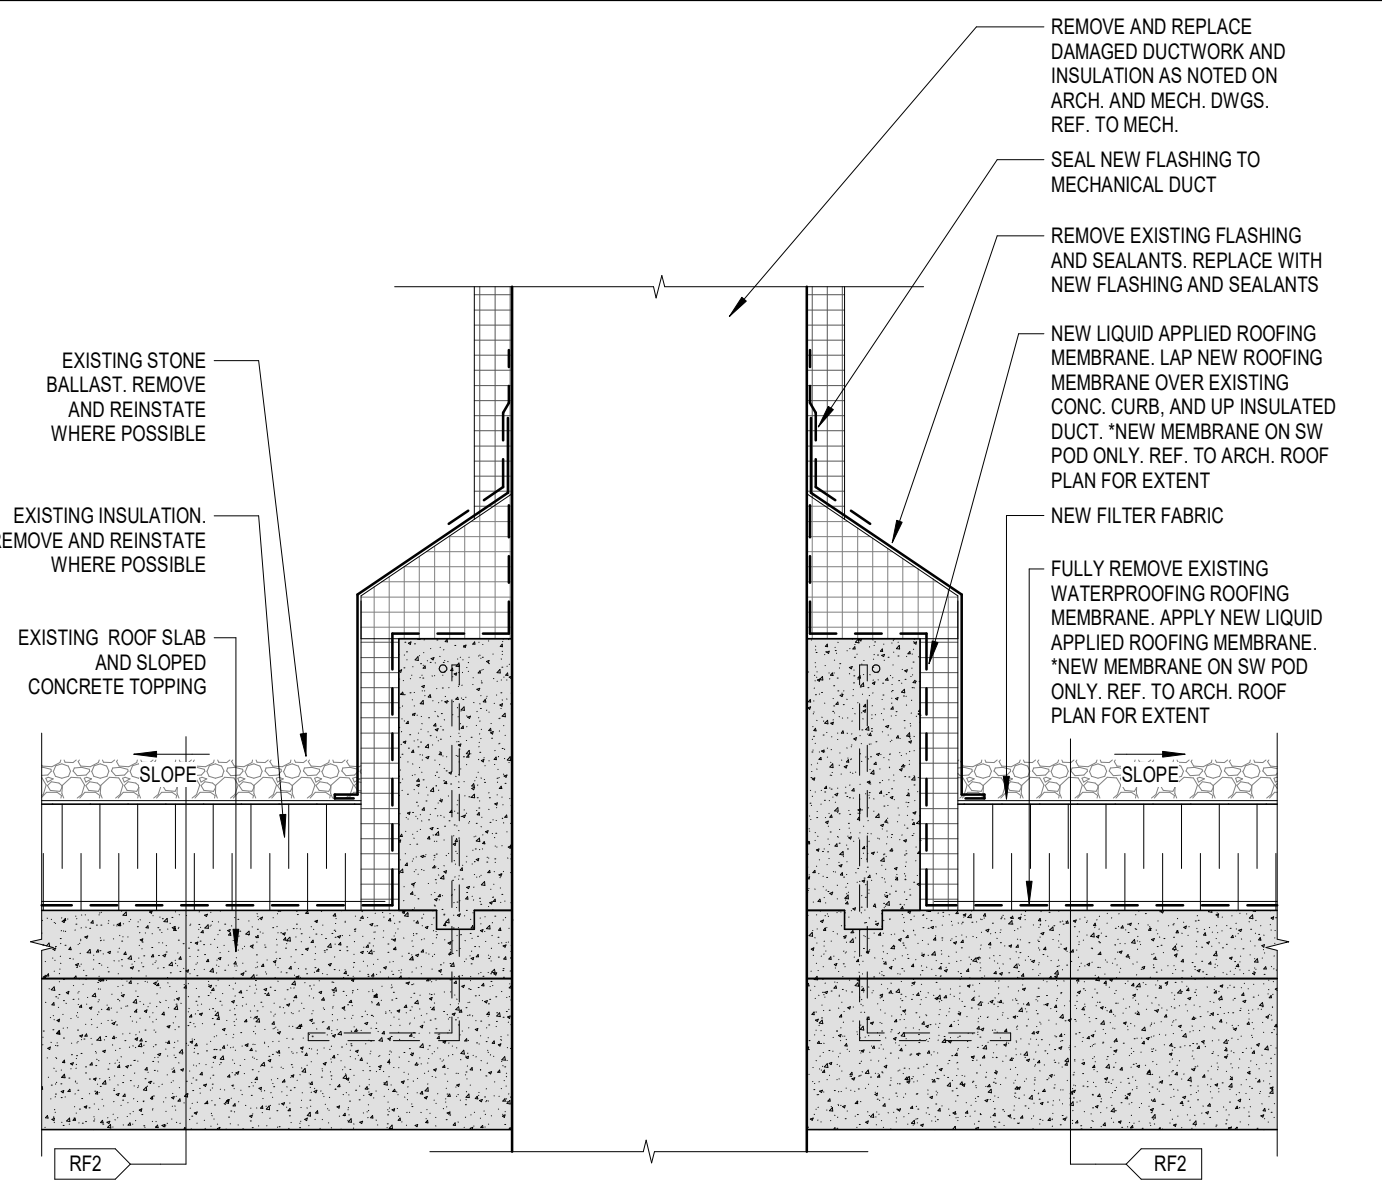 REMOVE AND REPLACE
DAMAGED DUCTWORK AND
INSULATION AS NOTED ON
ARCH. AND MECH. DWGS.
REF. TO MECH.
SEAL NEW FLASHING TO
MECHANICAL DUCT
REMOVE EXISTING FLASHING
AND SEALANTS. REPLACE WITH
NEW FLASHING AND SEALANTS
NEW LIQUID APPLIED ROOFING
MEMBRANE. LAP NEW ROOFING
MEMBRANE OVER EXISTING
CONC. CURB, AND UP INSULATED
DUCT. *NEW MEMBRANE ON SW
POD ONLY. REF. TO ARCH. ROOF
PLAN FOR EXTENT
NEW FILTER FABRIC
FULLY REMOVE EXISTING
WATERPROOFING ROOFING
MEMBRANE. APPLY NEW LIQUID
APPLIED ROOFING MEMBRANE.
*NEW MEMBRANE ON SW POD
ONLY. REF. TO ARCH. ROOF
PLAN FOR EXTENT
EXISTING STONE
BALLAST. REMOVE
AND REINSTATE
WHERE POSSIBLE
EXISTING INSULATION.
REMOVE AND REINSTATE
WHERE POSSIBLE
EXISTING ROOF SLAB
AND SLOPED
CONCRETE TOPPING
SLOPE
SLOPE
RF2
RF2